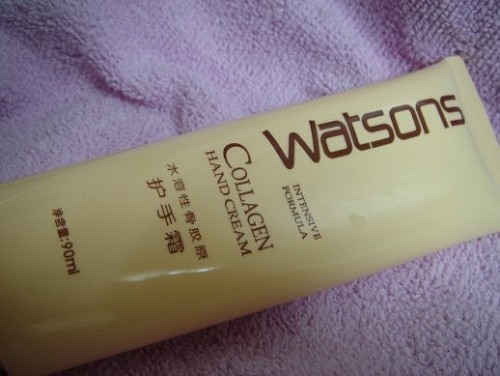 Watsons
INTENSIVE
FORMULA
COLLAGEN
HAND CREAM
水溶性骨胶原
护手霜
净含量:90ml